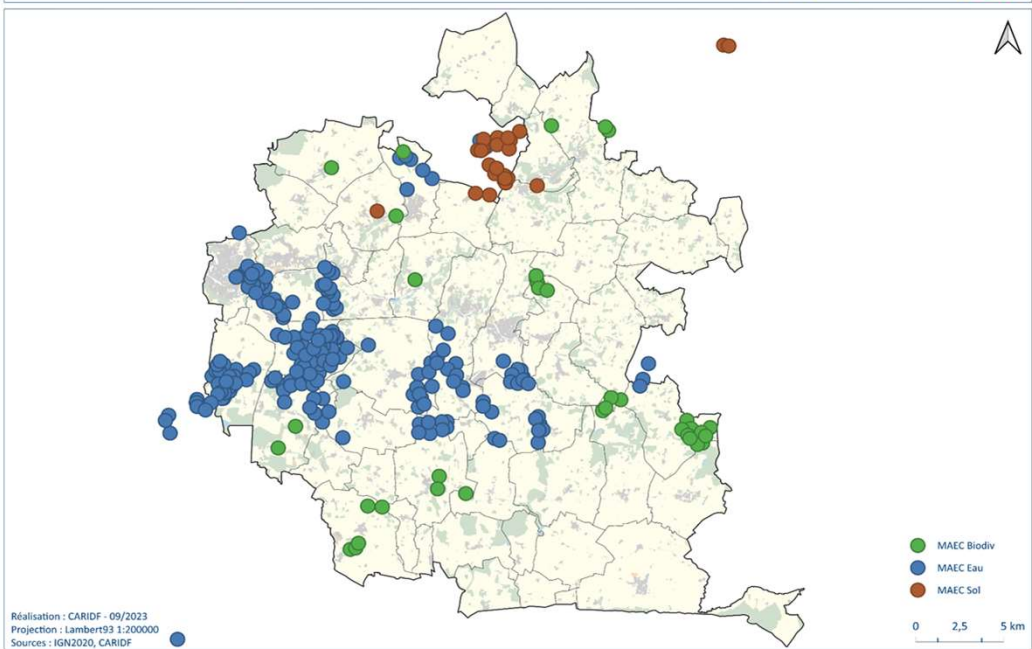 MAEC Biodiv
MAEC Eau
MAEC Sol
0 2,5 5 km
Réalisation : CARIDF - 09/2023
Projection : Lambert93 1:200000
Sources : IGN2020, CARIDF